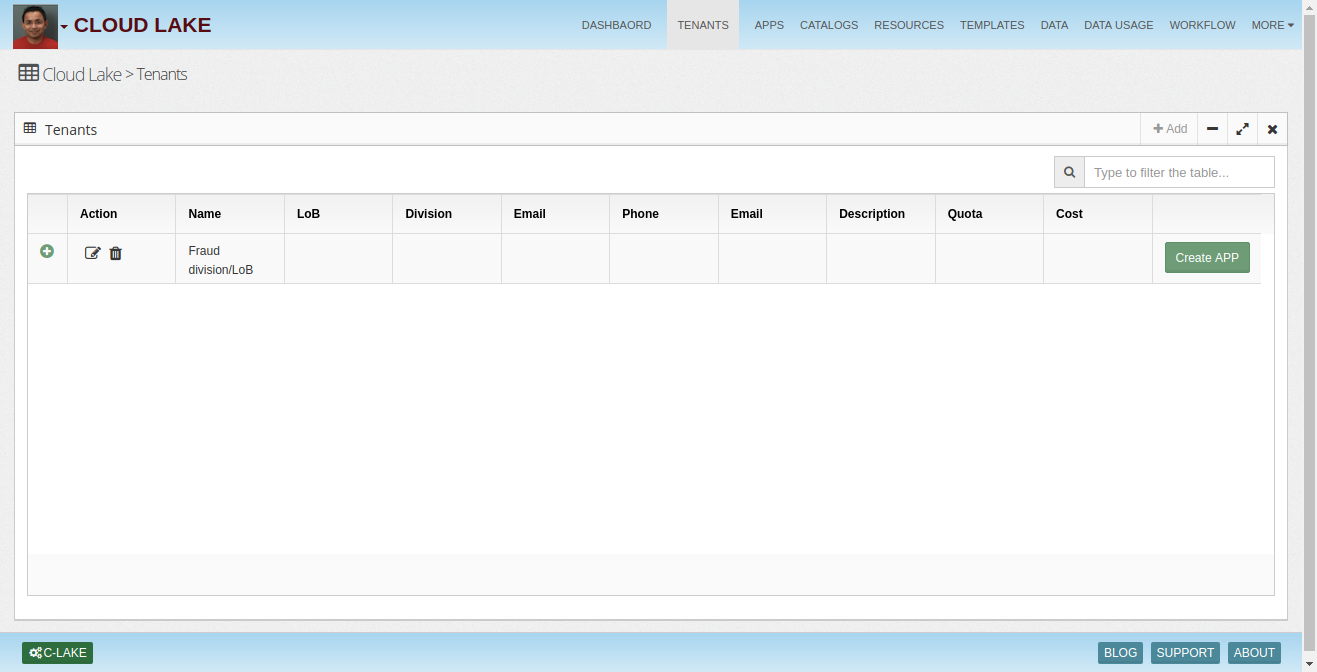 CLOUD LAKE
DASHBAORD TENANTS APPS CATALOGS RESOURCES TEMPLATES DATA DATA USAGE WORKFLOW MORE
Cloud Lake > Tenants
Tenants
Add
Type to filter the table...
Action Name LoB Division Email Phone Email Description Quota Cost
Fraud
division/LoB
Create APP
C-LAKE
BLOG SUPPORT ABOUT